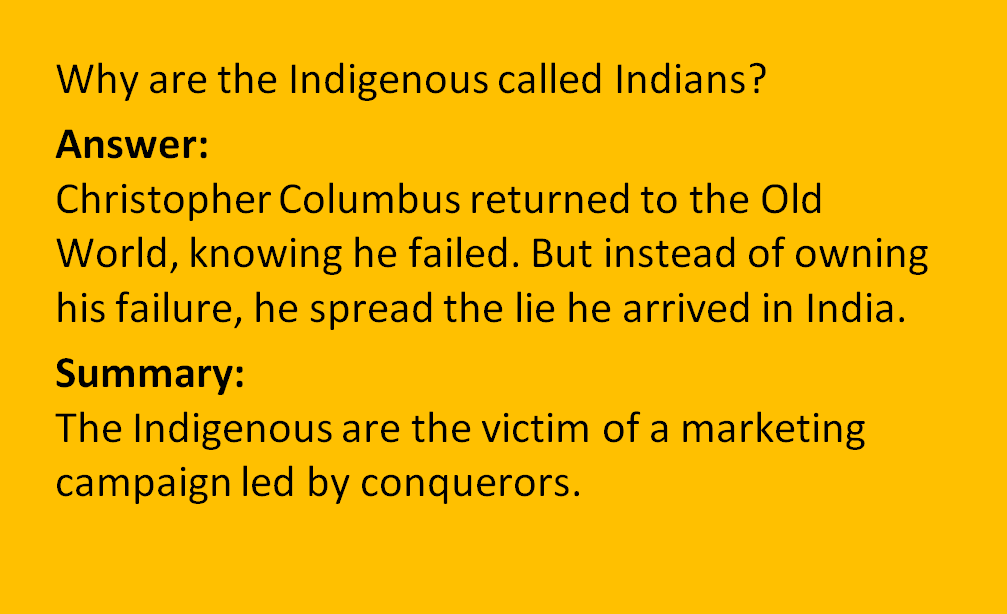 Why are the Indigenous called Indians?
Answer:
Christopher Columbus returned to the Old
World, knowing he failed. But instead of owning
his failure, he spread the lie he arrived in India.
Summary:
The Indigenous are the victim of a marketing
campaign led by conquerors.